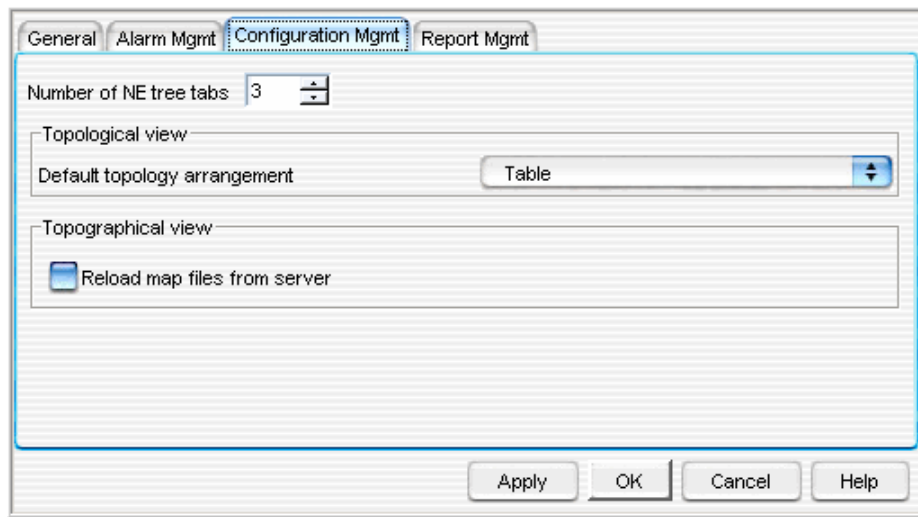 General Alarm Mgmt Configuration Mgmt Report Mgmt
Number of NE tree tabs 3
Topological view
Default topology arrangement Table
Topographical view
Reload map files from server
Apply OK Cancel Help